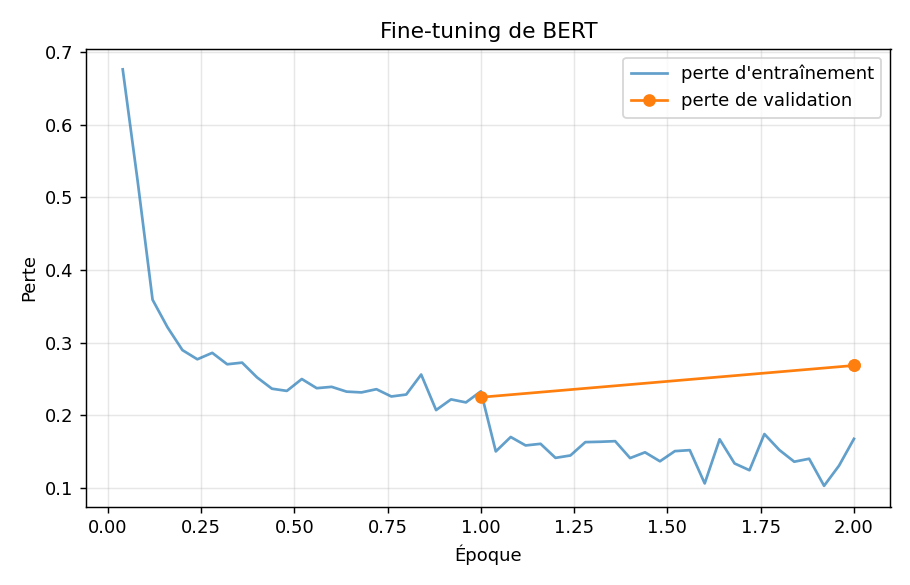 Fine-tuning de BERT
perte d'entraînement
perte de validation
Perte
0.7
0.6
0.5
0.4
0.3
0.2
0.1
0.00 0.25 0.50 0.75 1.00 1.25 1.50 1.75 2.00
Époque